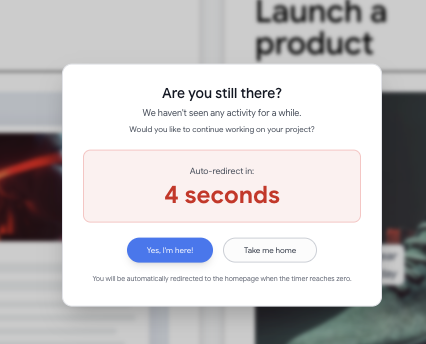 Launch a
product
Are you still there?
We haven't seen any activity for a while.
Would you like to continue working on your project?
Auto-redirect in:
4 seconds
Yes, I'm here!
Take me home
You will be automatically redirected to the homepage when the timer reaches zero.